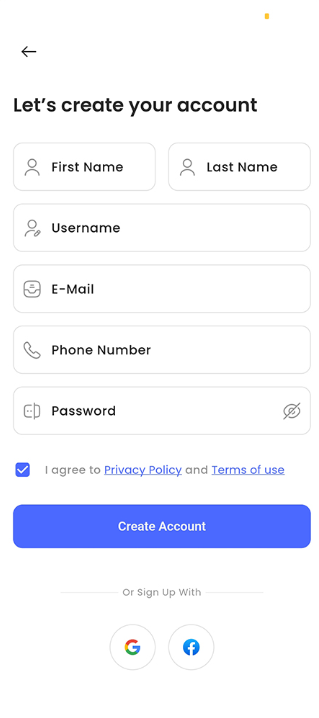 Let’s create your account
First Name
Last Name
Username
E-Mail
Phone Number
Password
I agree to Privacy Policy and Terms of use
Create Account
Or Sign Up With